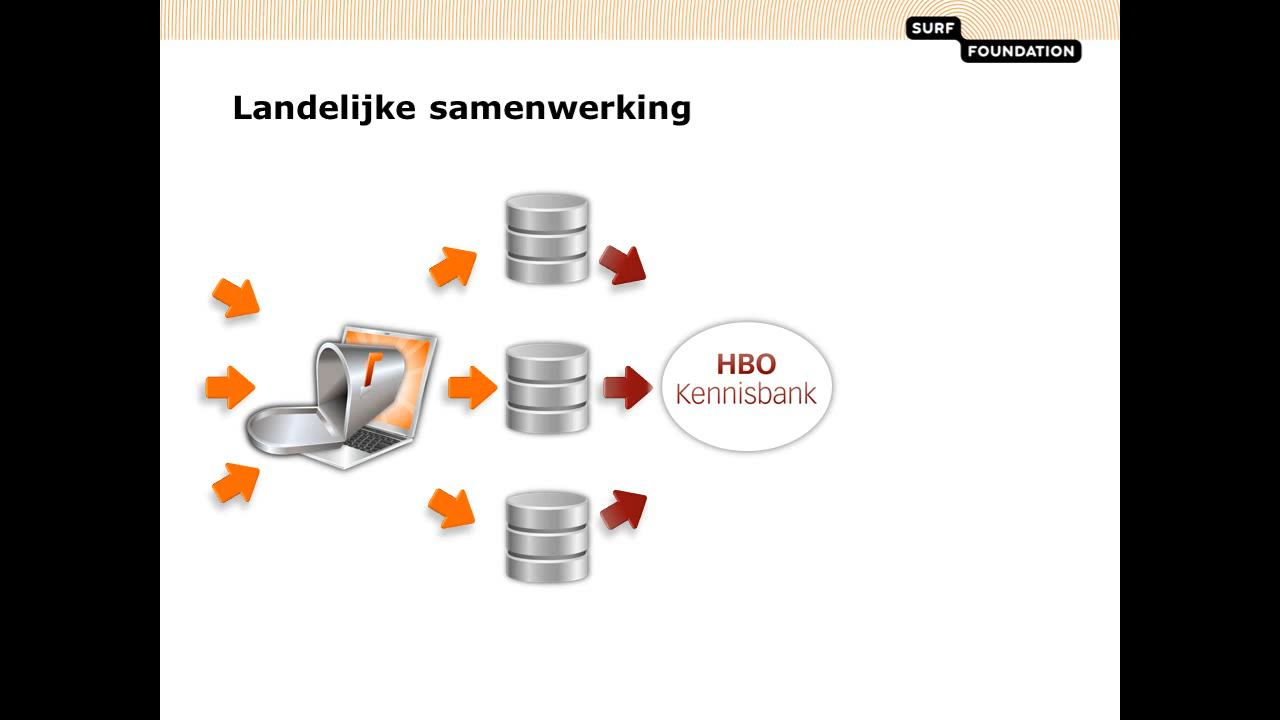 SURF
FOUNDATION
Landelijke samenwerking
HBO
Kennisbank